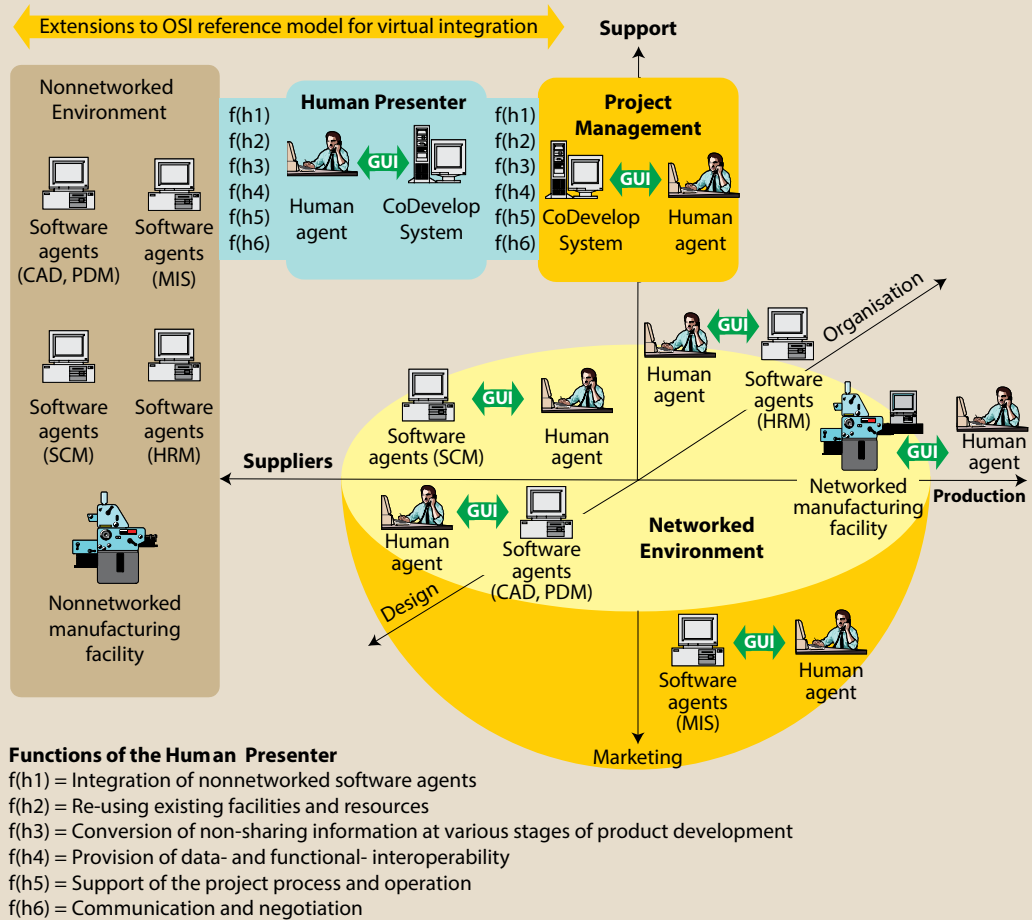 Extensions to OSI reference model for virtual integration
Support
Nonnetworked
Environment
Software
agents
(CAD, PDM)
Software
agents
(MIS)
Software
agents
(SCM)
Software
agents
(HRM)
Nonnetworked
manufacturing
facility
f(h1)
f(h2)
f(h3)
f(h4)
f(h5)
f(h6)
Human Presenter
GUI
Human
agent
CoDevelop
System
f(h1)
f(h2)
f(h3)
f(h4)
f(h5)
f(h6)
Project
Management
GUI
CoDevelop
System
Human
agent
Organisation
GUI
Human
agent
Software
agents
(HRM)
GUI
Software
agents (SCM)
Human
agent
GUI
Human
agent
Networked
manufacturing
facility
Suppliers
Production
GUI
Human
agent
Software
agents
(CAD, PDM)
Networked
Environment
Design
GUI
Software
agents
(MIS)
Human
agent
Marketing
Functions of the Human Presenter
f(h1) = Integration of nonnetworked software agents
f(h2) = Re-using existing facilities and resources
f(h3) = Conversion of non-sharing information at various stages of product development
f(h4) = Provision of data- and functional- interoperability
f(h5) = Support of the project process and operation
f(h6) = Communication and negotiation